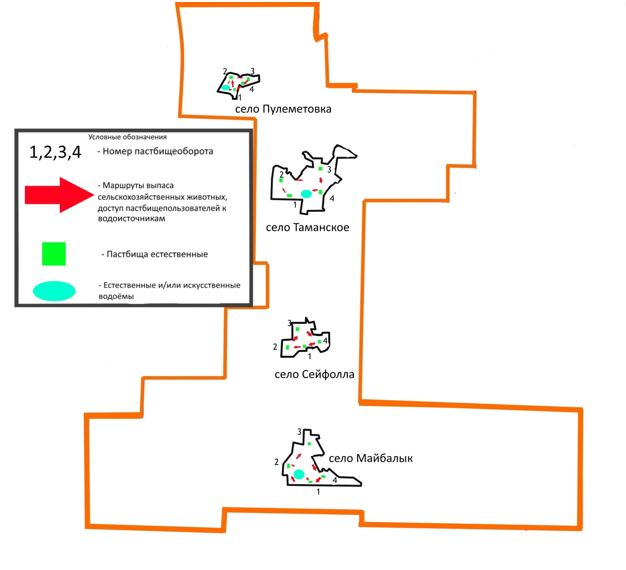 2
3
4
1
село Пулеметовка
Условные обозначения
1,2,3,4 - Номер пастбищеоборота
- Маршруты выпаса
сельскохозяйственных животных,
доступ пастбищепользователей к
водоисточникам
- Пастбища естественные
- Естественные и/или искусственные
водоёмы
3
2
4
1
село Таманское
3
4
2
1
село Сейфолла
3
село Майбалык
2
4
1